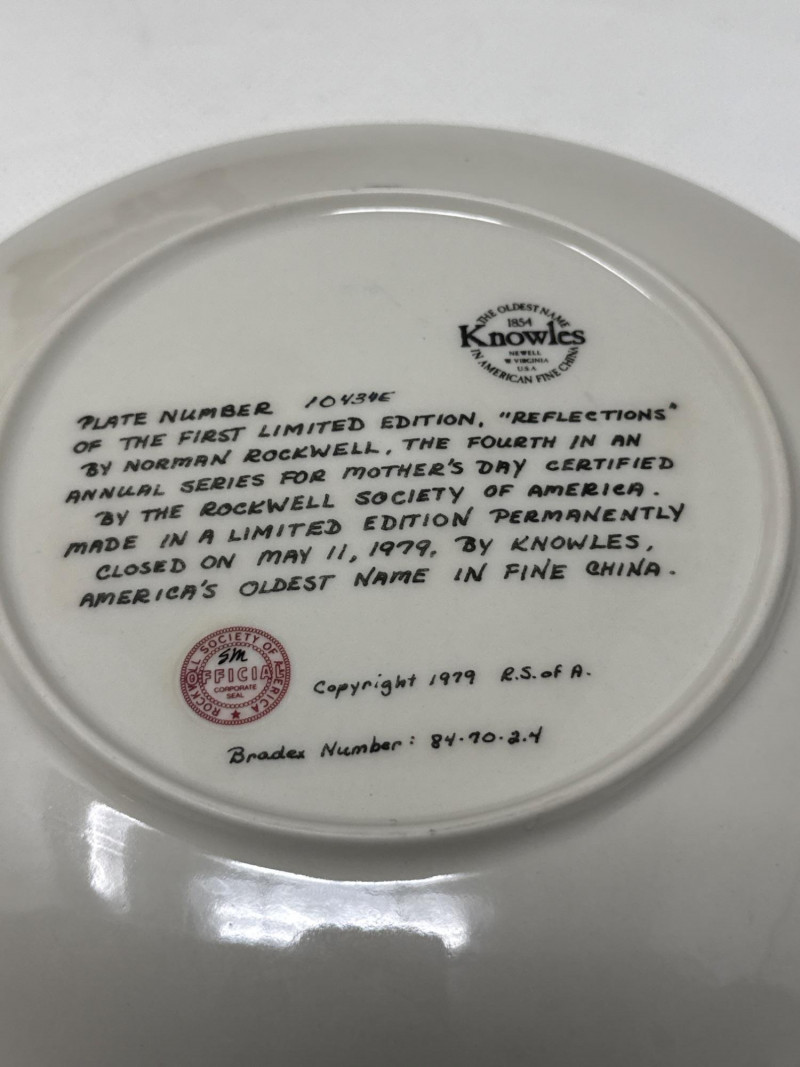 THE OLDEST NAME
1854
Knowles
NEWELL
W VIRGINIA
U.S.A
IN AMERICAN FINE CHINA
PLATE NUMBER 10434E
OF THE FIRST LIMITED EDITION, "REFLECTIONS"
BY NORMAN ROCKWELL, THE FOURTH IN AN
ANNUAL SERIES FOR MOTHER'S DAY CERTIFIED
BY THE ROCKWELL SOCIETY OF AMERICA.
MADE IN A LIMITED EDITION PERMANENTLY
CLOSED ON MAY 11, 1979, BY KNOWLES,
AMERICA'S OLDEST NAME IN FINE CHINA.
ROCKWELL SOCIETY OF AMERICA
SM
OFFICIAL
CORPORATE
SEAL
Copyright 1979 R.S. of A.
Bradex Number: 84-70-2.4